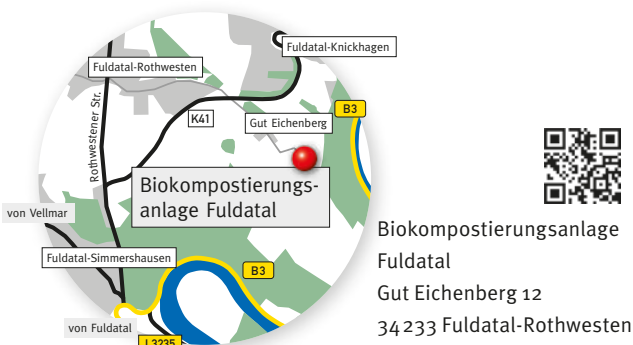 Fuldatal-Knickhagen
Fuldatal-Rothwesten
Rothwestener Str.
B3
K41
Gut Eichenberg
Biokompostierungs-
anlage Fuldatal
von Vellmar
Fuldatal-Simmershausen
B3
von Fuldatal
L3235
Biokompostierungsanlage
Fuldatal
Gut Eichenberg 12
34233 Fuldatal-Rothwesten